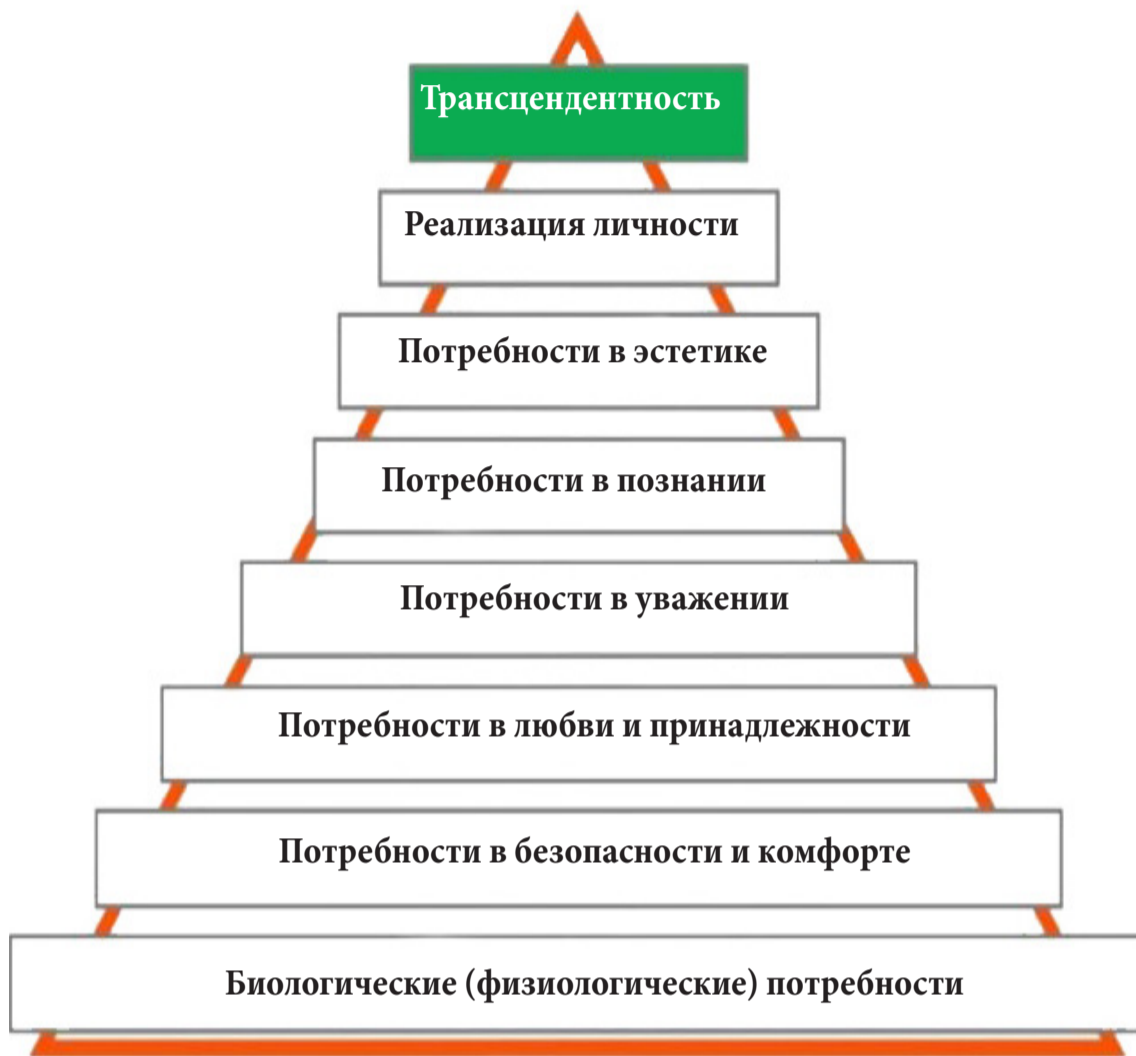 Трансцендентность
Реализация личности
Потребности в эстетике
Потребности в познании
Потребности в уважении
Потребности в любви и принадлежности
Потребности в безопасности и комфорте
Биологические (физиологические) потребности